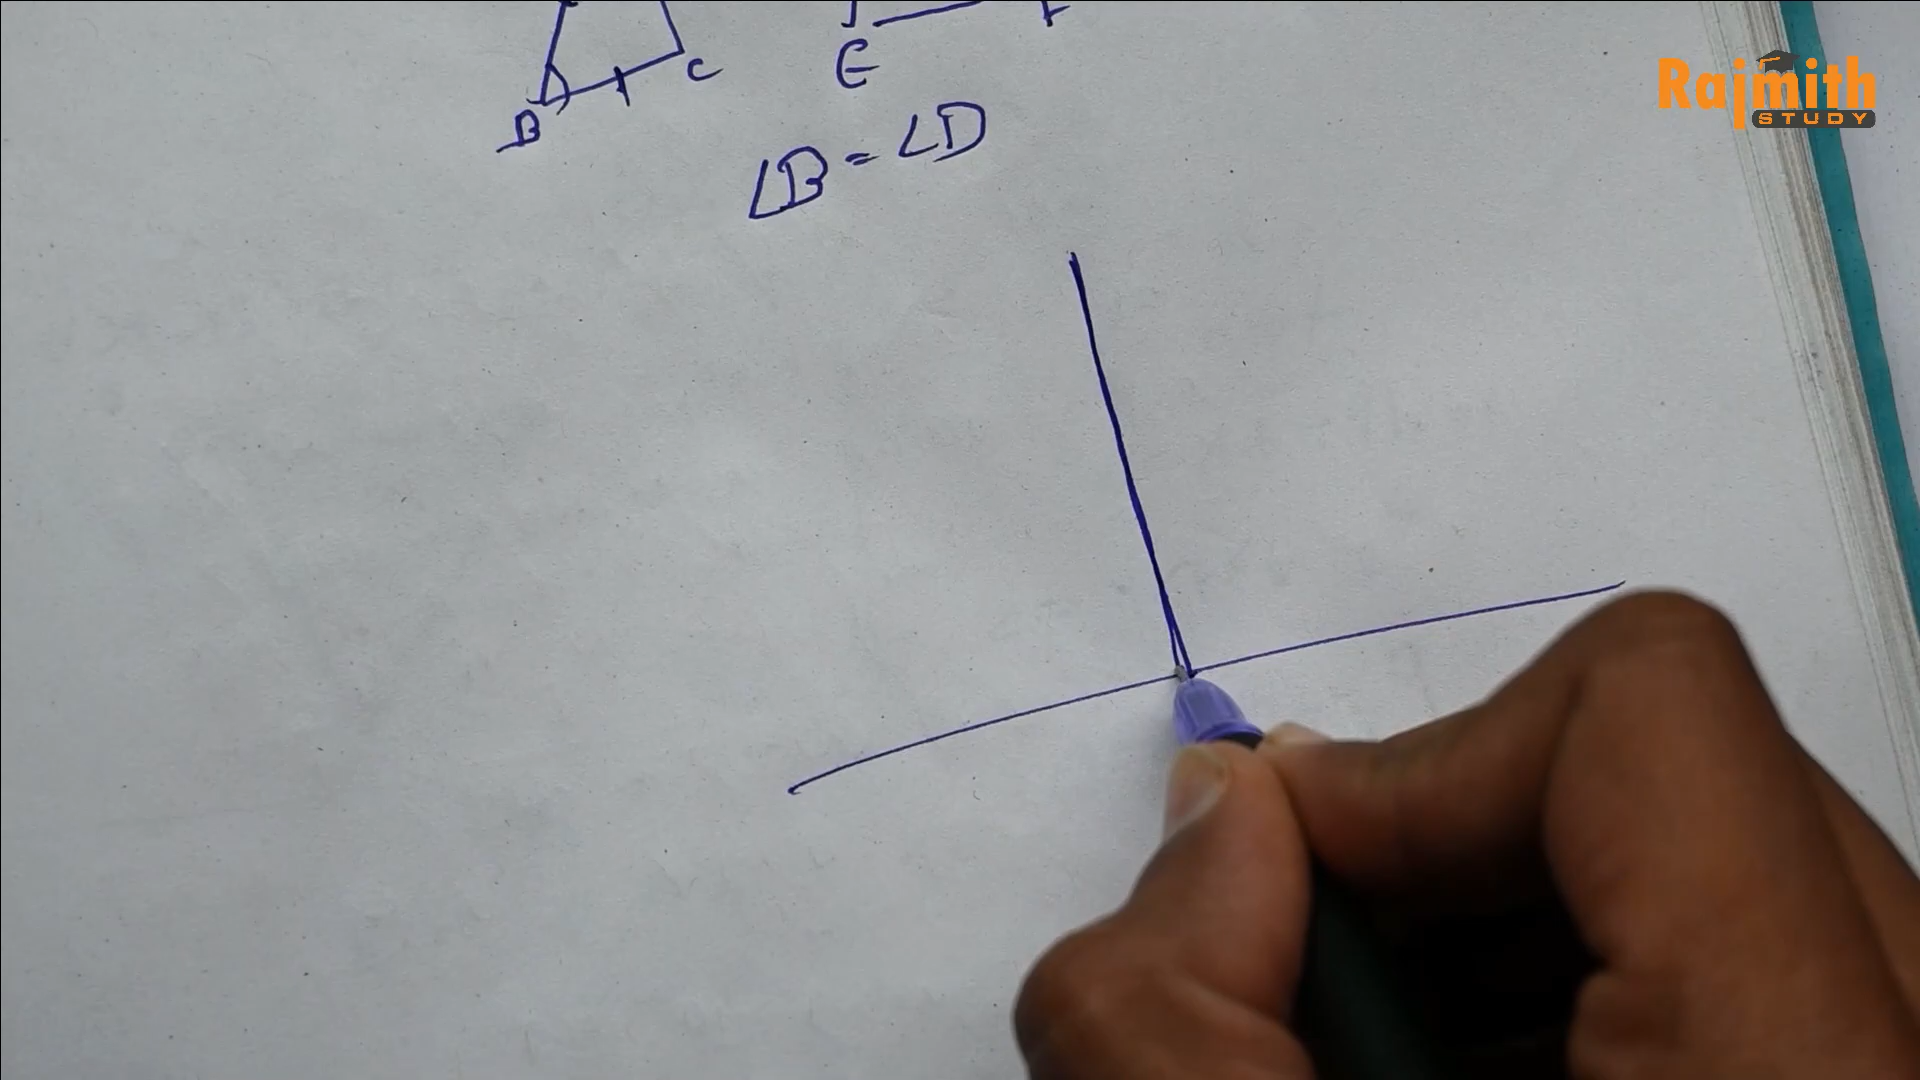 C
E
B
∠B = ∠D
Rajmith
STUDY